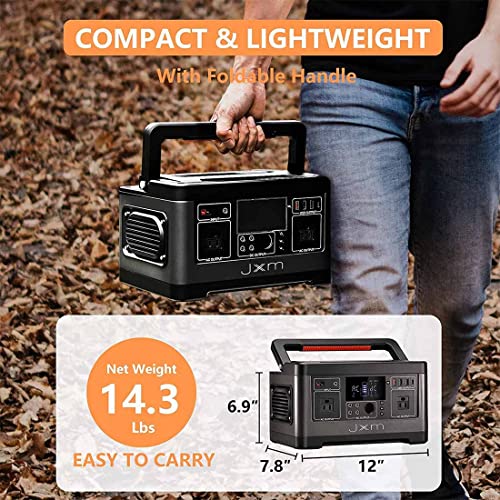 COMPACT & LIGHTWEIGHT
With Foldable Handle
JXM
Net Weight
14.3
Lbs
EASY TO CARRY
6.9"
7.8"
12"
JXM